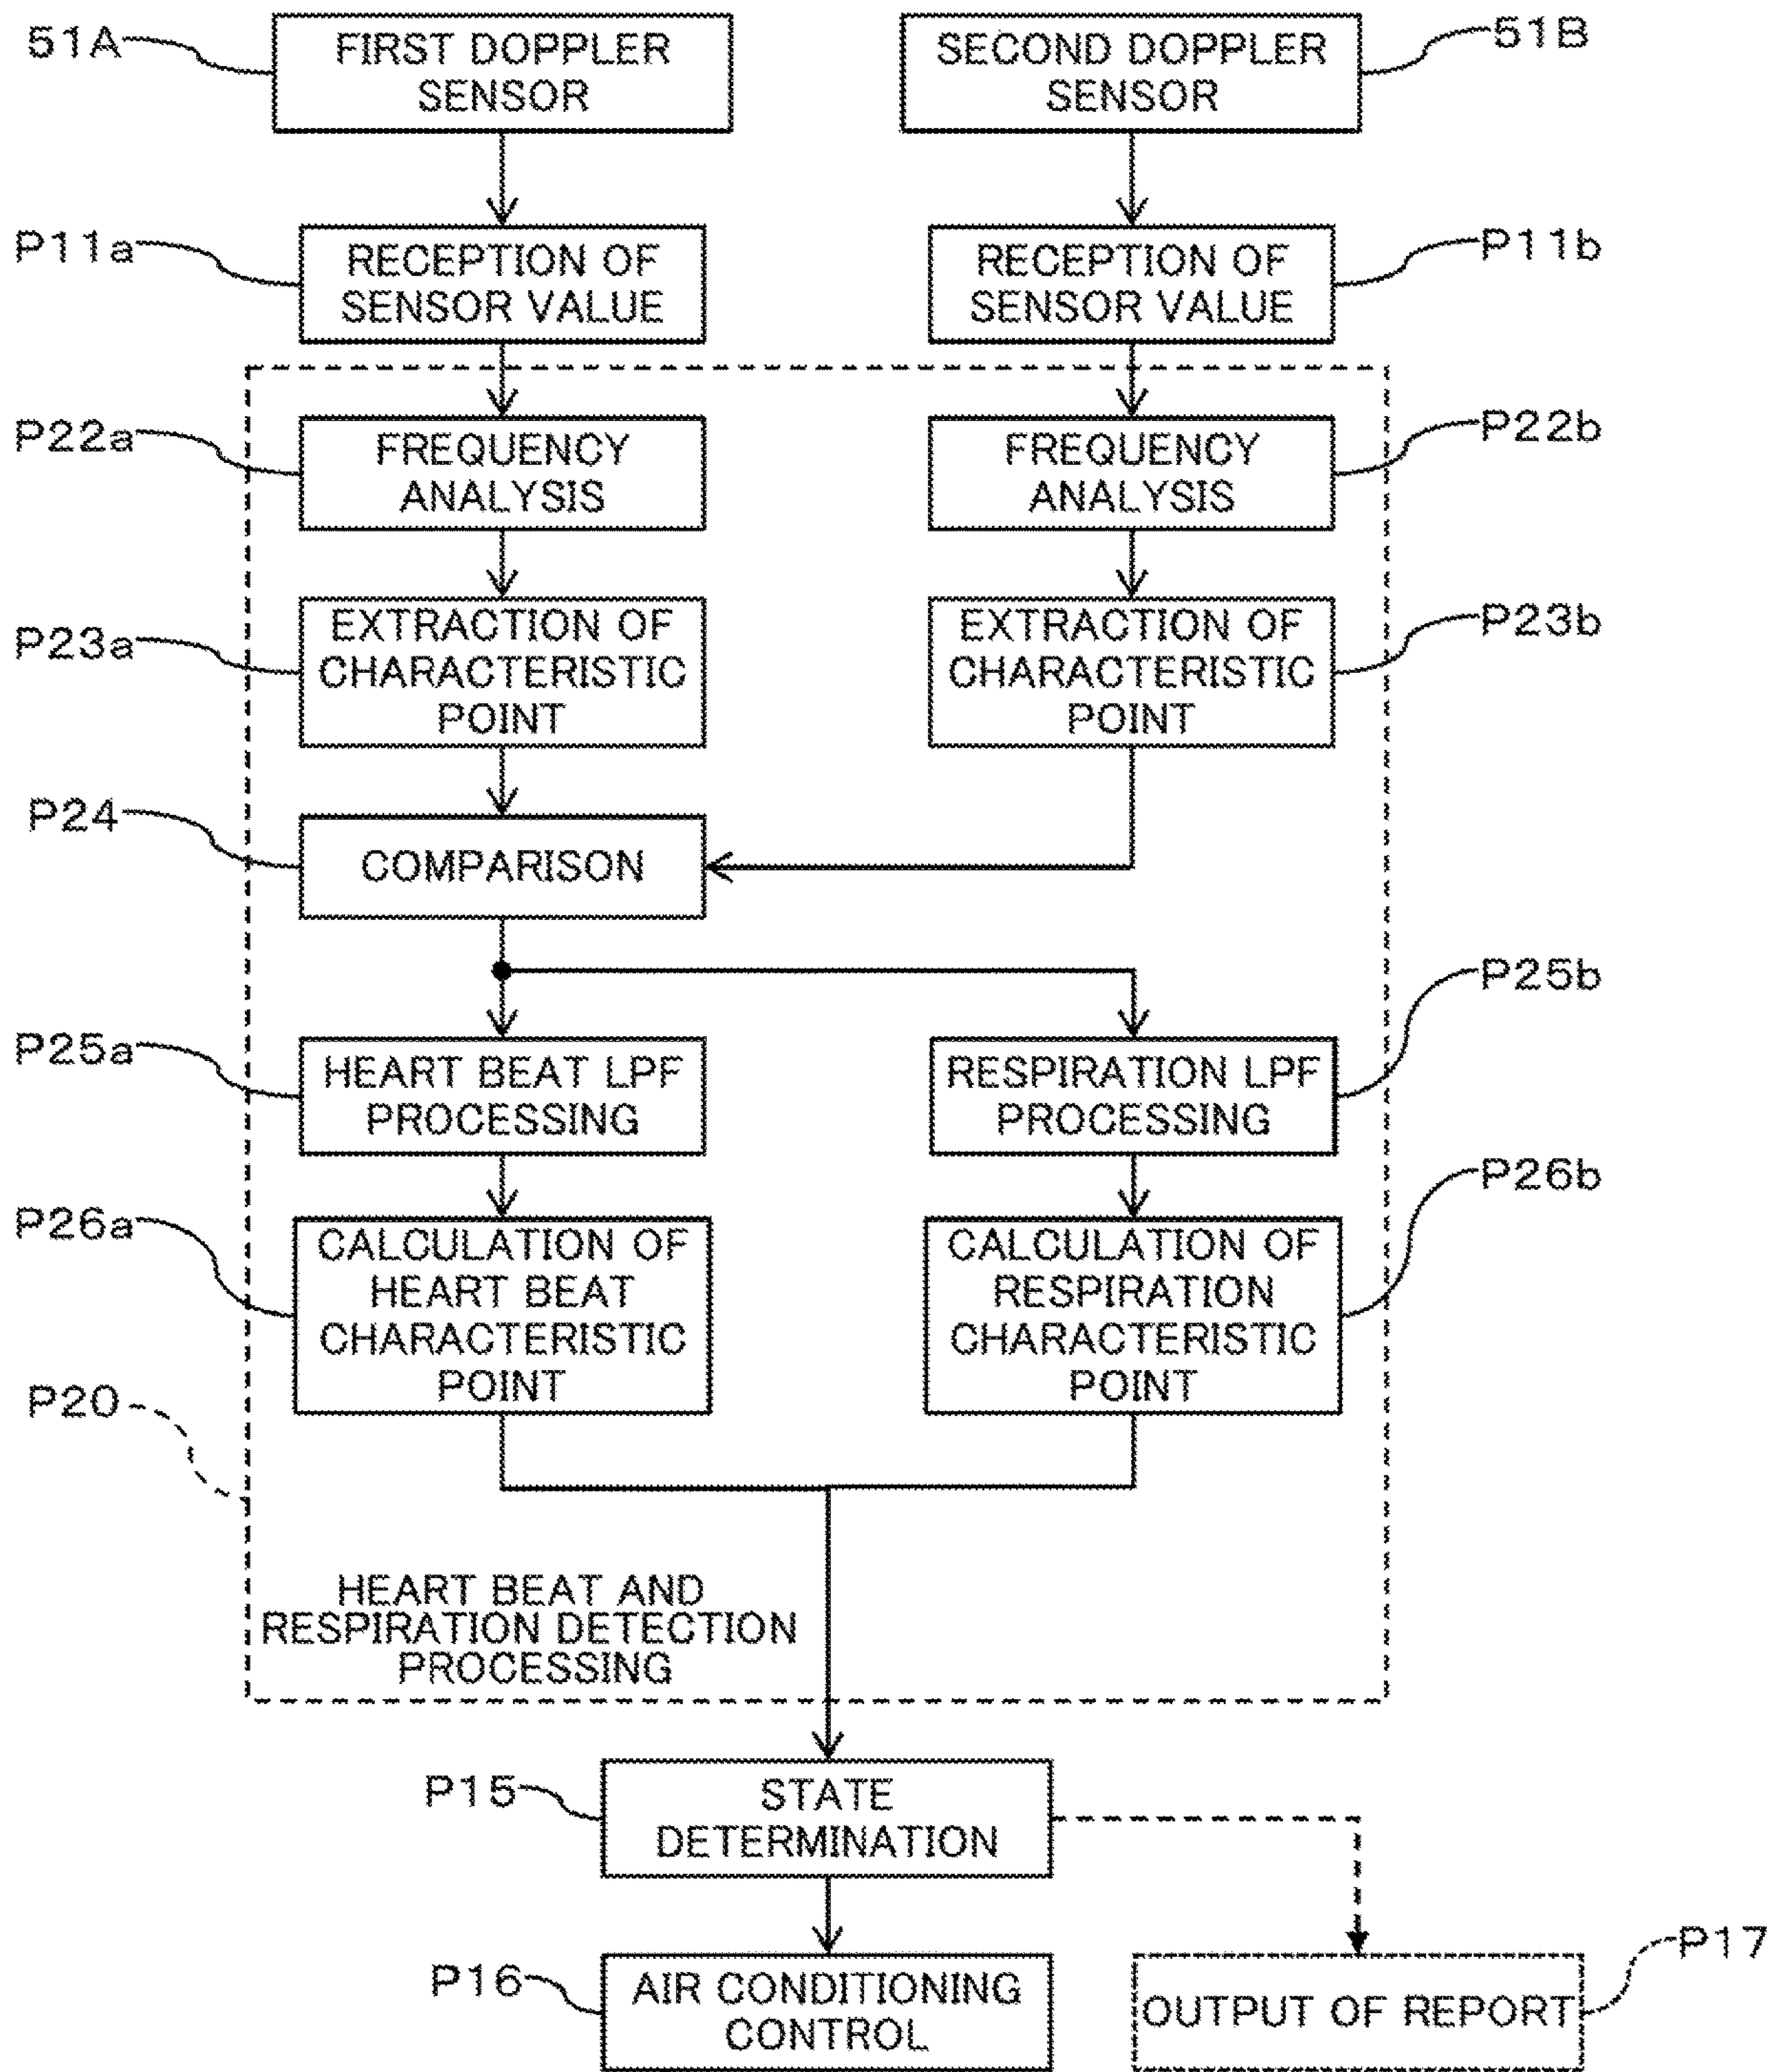 51A
FIRST DOPPLER
SENSOR
SECOND DOPPLER
SENSOR
51B
P11a
RECEPTION OF
SENSOR VALUE
RECEPTION OF
SENSOR VALUE
P11b
P22a
FREQUENCY
ANALYSIS
FREQUENCY
ANALYSIS
P22b
P23a
EXTRACTION OF
CHARACTERISTIC
POINT
EXTRACTION OF
CHARACTERISTIC
POINT
P23b
P24
COMPARISON
P25a
HEART BEAT LPF
PROCESSING
RESPIRATION LPF
PROCESSING
P25b
P26a
CALCULATION OF
HEART BEAT
CHARACTERISTIC
POINT
CALCULATION OF
RESPIRATION
CHARACTERISTIC
POINT
P26b
P20
HEART BEAT AND
RESPIRATION DETECTION
PROCESSING
P15
STATE
DETERMINATION
P16
AIR CONDITIONING
CONTROL
OUTPUT OF REPORT
P17